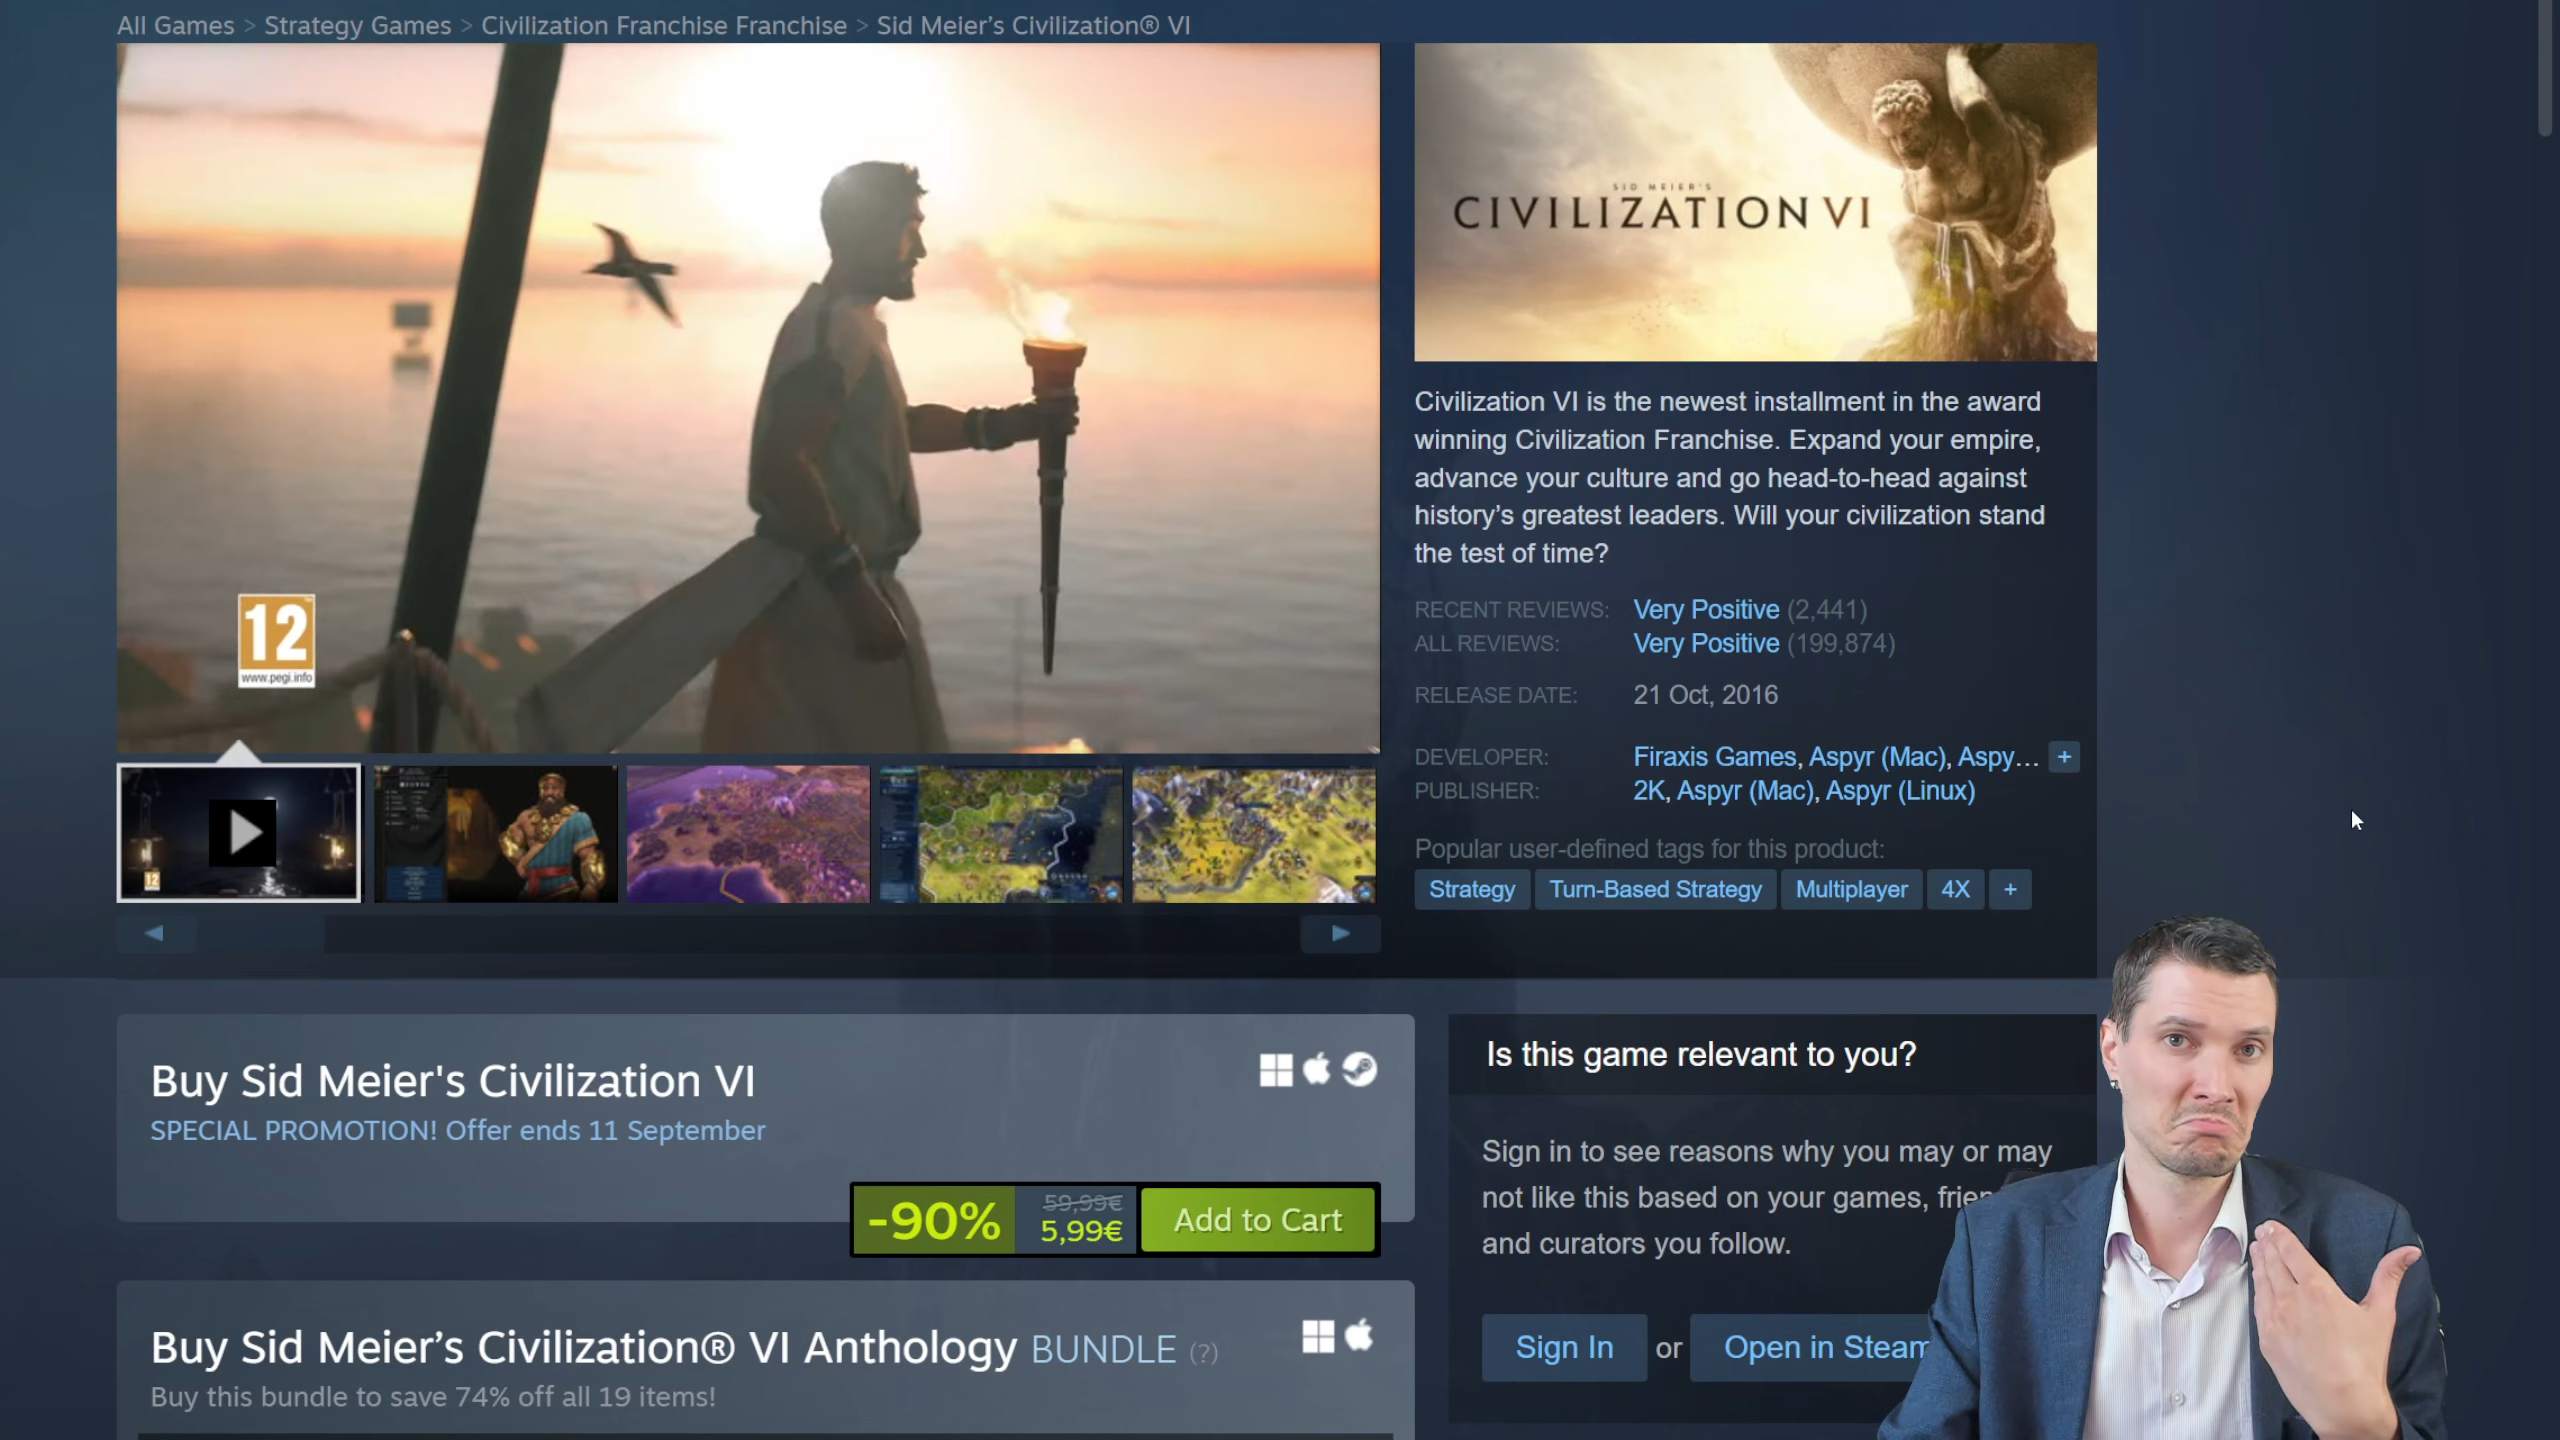 All Games > Strategy Games > Civilization Franchise Franchise > Sid Meier's Civilization® VI
12
www.pegi.info
12
SID MEIER'S
CIVILIZATION VI
Civilization VI is the newest installment in the award
winning Civilization Franchise. Expand your empire,
advance your culture and go head-to-head against
history's greatest leaders. Will your civilization stand
the test of time?
RECENT REVIEWS: Very Positive (2,441)
ALL REVIEWS: Very Positive (199,874)
RELEASE DATE: 21 Oct, 2016
DEVELOPER: Firaxis Games, Aspyr (Mac), Aspy... +
PUBLISHER: 2K, Aspyr (Mac), Aspyr (Linux)
Popular user-defined tags for this product:
Strategy Turn-Based Strategy Multiplayer 4X +
Buy Sid Meier's Civilization VI
SPECIAL PROMOTION! Offer ends 11 September
-90% 59,99€ 5,99€ Add to Cart
Buy Sid Meier's Civilization® VI Anthology BUNDLE (?)
Buy this bundle to save 74% off all 19 items!
Is this game relevant to you?
Sign in to see reasons why you may or may
not like this based on your games,
and curators you follow.
Sign In or Open in Steam